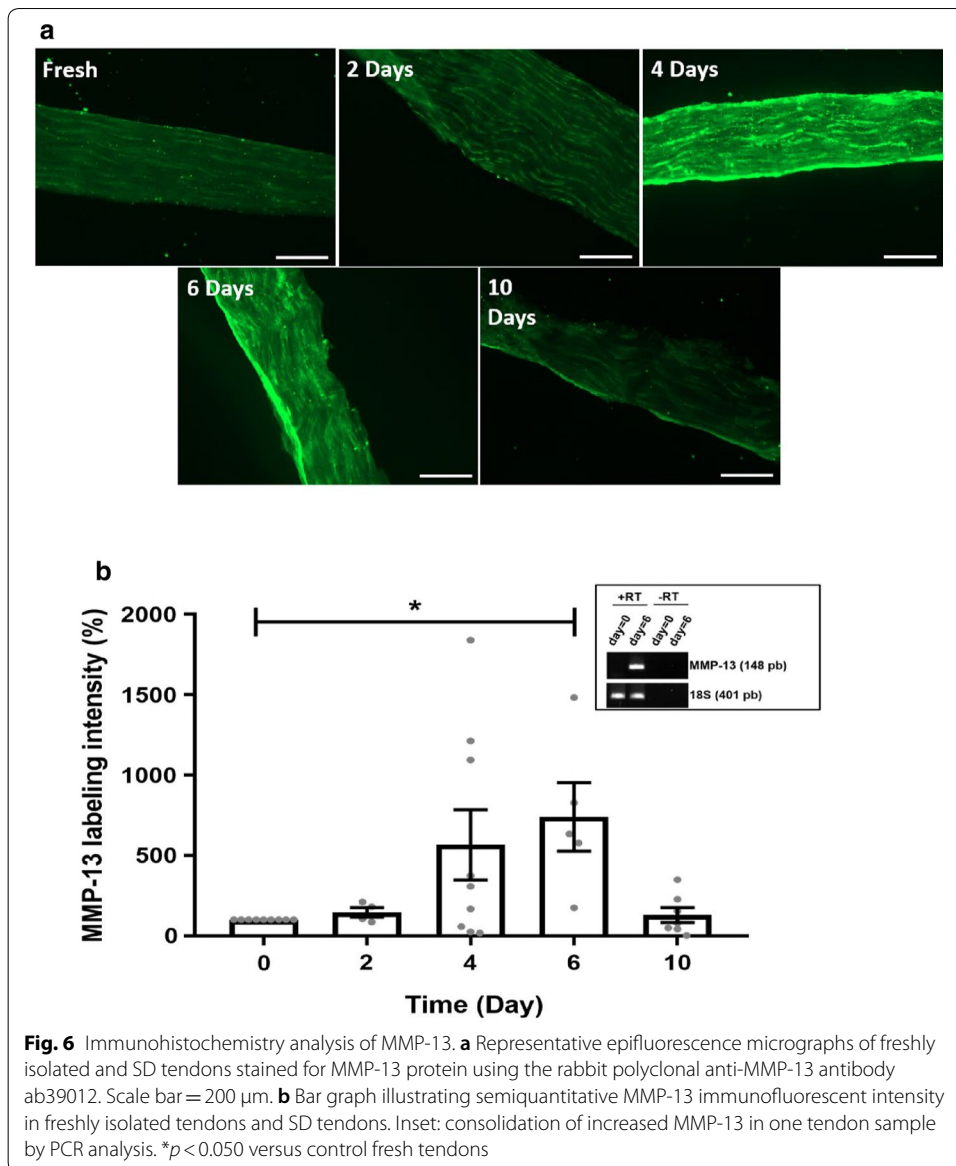 a
Fresh
2 Days
4 Days
6 Days
10
Days
b
MMP-13 labeling intensity (%)
2000
1500
1000
500
0
*
+RT -RT
day=0
day=6
day=0
day=6
MMP-13 (148 pb)
18S (401 pb)
0 2 4 6 10
Time (Day)
Fig. 6 Immunohistochemistry analysis of MMP-13. a Representative epifluorescence micrographs of freshly
isolated and SD tendons stained for MMP-13 protein using the rabbit polyclonal anti-MMP-13 antibody
ab39012. Scale bar = 200 μm. b Bar graph illustrating semiquantitative MMP-13 immunofluorescent intensity
in freshly isolated tendons and SD tendons. Inset: consolidation of increased MMP-13 in one tendon sample
by PCR analysis. *p < 0.050 versus control fresh tendons